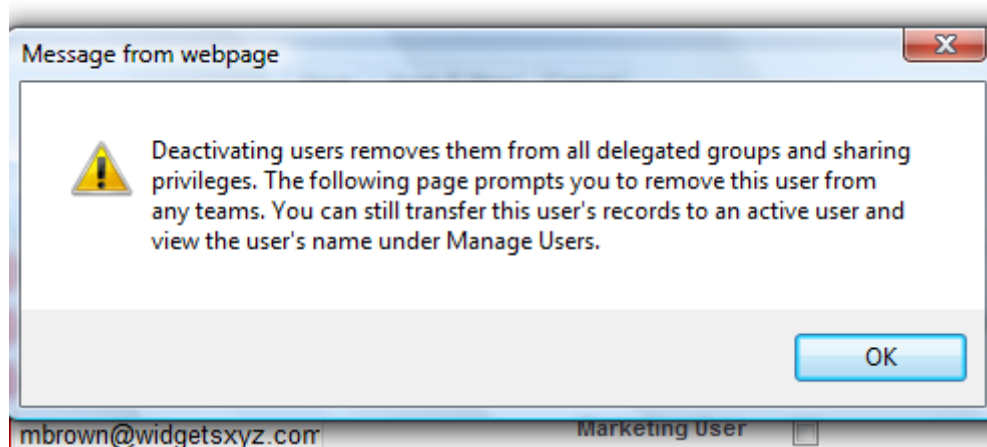 Message from webpage
Deactivating users removes them from all delegated groups and sharing
privileges. The following page prompts you to remove this user from
any teams. You can still transfer this user's records to an active user and
view the user's name under Manage Users.
OK
mbrown@widgetsxyz.com Marketing User